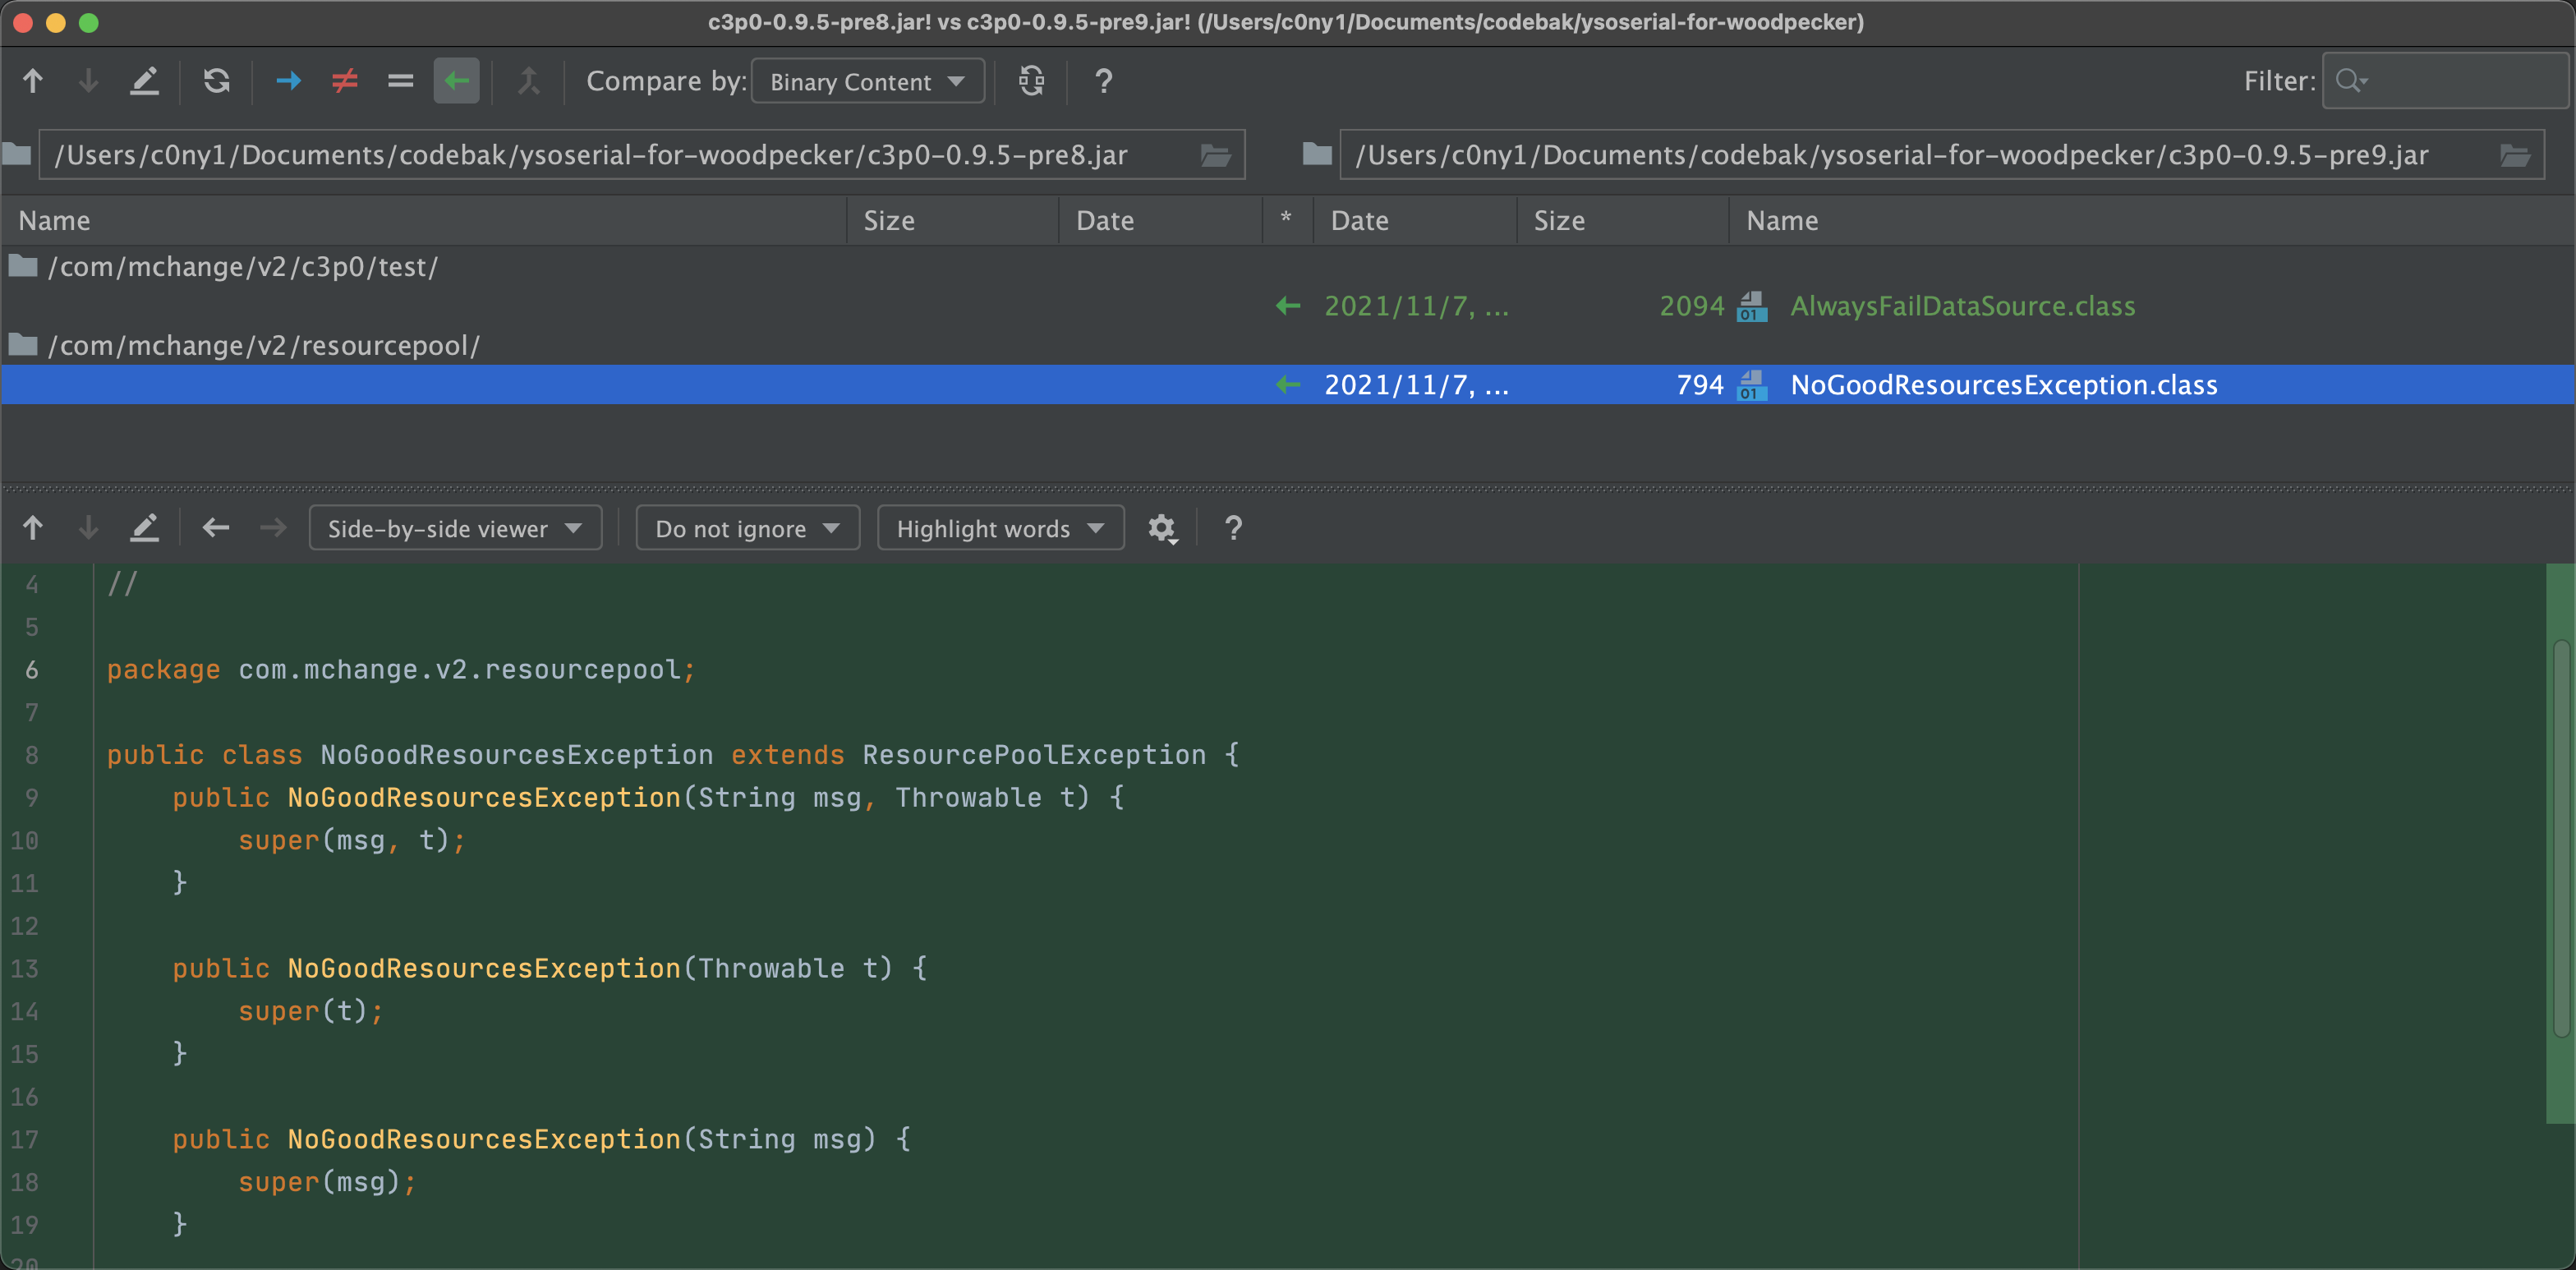 c3p0-0.9.5-pre8.jar! vs c3p0-0.9.5-pre9.jar! (/Users/c0ny1/Documents/codebak/ysoserial-for-woodpecker)
Compare by: Binary Content ? Filter:
/Users/c0ny1/Documents/codebak/ysoserial-for-woodpecker/c3p0-0.9.5-pre8.jar /Users/c0ny1/Documents/codebak/ysoserial-for-woodpecker/c3p0-0.9.5-pre9.jar
Name Size Date * Date Size Name
/com/mchange/v2/c3p0/test/
2021/11/7, ... 2094 01 AlwaysFailDataSource.class
/com/mchange/v2/resourcepool/
2021/11/7, ... 794 01 NoGoodResourcesException.class
Side-by-side viewer Do not ignore Highlight words ?
4 //
5
6 package com.mchange.v2.resourcepool;
7
8 public class NoGoodResourcesException extends ResourcePoolException {
9 public NoGoodResourcesException(String msg, Throwable t) {
10 super(msg, t);
11 }
12
13 public NoGoodResourcesException(Throwable t) {
14 super(t);
15 }
16
17 public NoGoodResourcesException(String msg) {
18 super(msg);
19 }
20